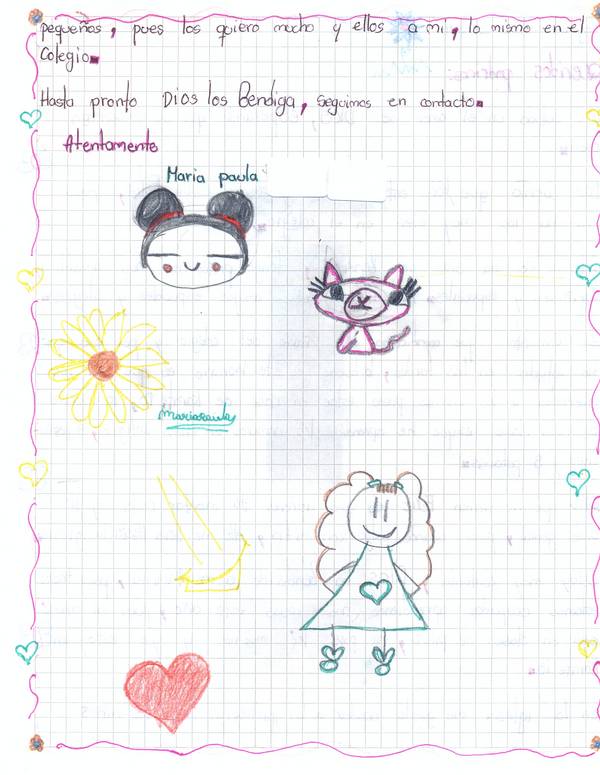 pequeños, pues los quiero mucho y ellos a mi, lo mismo en el
Colegio.
Hasta pronto Dios los Bendiga, seguimos en contacto.
Atentamente
Maria paula